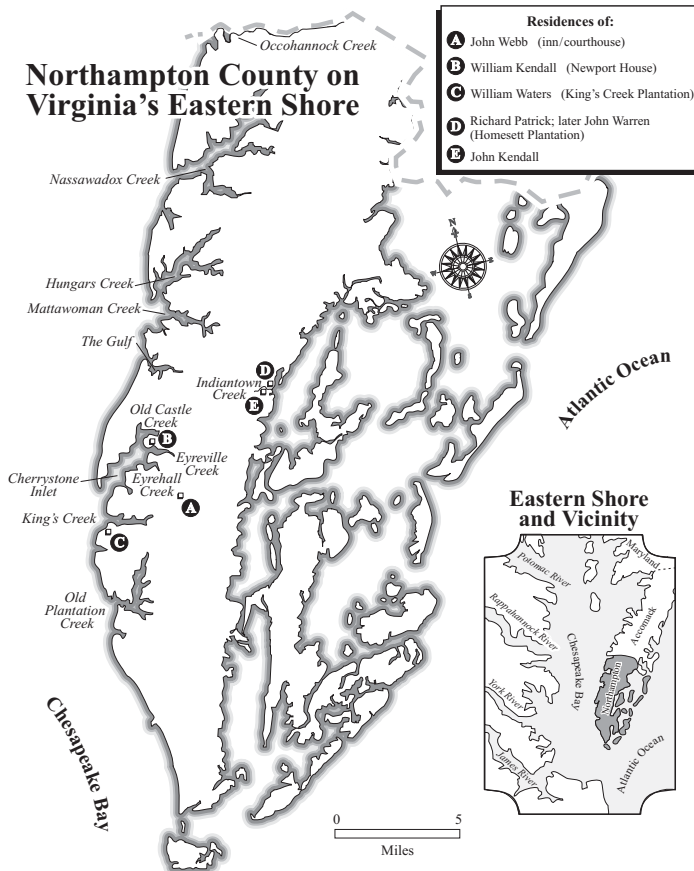 Northampton County on
Virginia's Eastern Shore
Residences of:
A John Webb (inn/courthouse)
B William Kendall (Newport House)
C William Waters (King's Creek Plantation)
D Richard Patrick; later John Warren
(Homesett Plantation)
E John Kendall
Occohannock Creek
Nassawadox Creek
N
E
S
W
Hungars Creek
Mattawoman Creek
The Gulf
D
Indiantown
Creek
E
Atlantic Ocean
Old Castle
Creek
B
Eyreville
Creek
Cherrystone
Inlet
Eyrehall
Creek
A
King's Creek
C
Old
Plantation
Creek
Chesapeake Bay
0 5
Miles
Eastern Shore
and Vicinity
Maryland
Potomac River
Rappahannock River
Accomack
Chesapeake Bay
Northampton
York River
James River
Atlantic Ocean